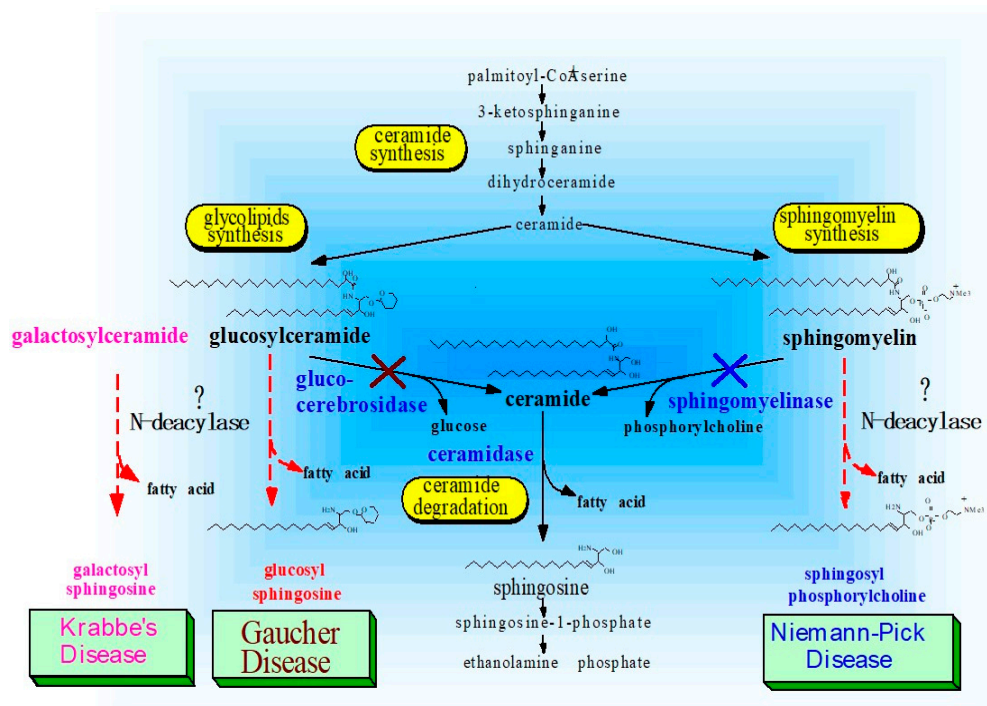 palmitoyl-CoA+serine
3-ketosphinganine
ceramide
synthesis
sphinganine
dihydroceramide
ceramide
glycolipids
synthesis
sphingomyelin
synthesis
galactosylceramide
glucosylceramide
sphingomyelin
gluco-
cerebrosidase
ceramide
sphingomyelinase
glucose
phosphorylcholine
?
N-deacylase
?
N-deacylase
ceramidase
fatty acid
fatty acid
ceramide
degradation
fatty acid
fatty acid
galactosyl
sphingosine
glucosyl
sphingosine
sphingosine
sphingosyl
phosphorylcholine
Krabbe's
Disease
Gaucher
Disease
sphingosine-1-phosphate
ethanolamine phosphate
Niemann-Pick
Disease